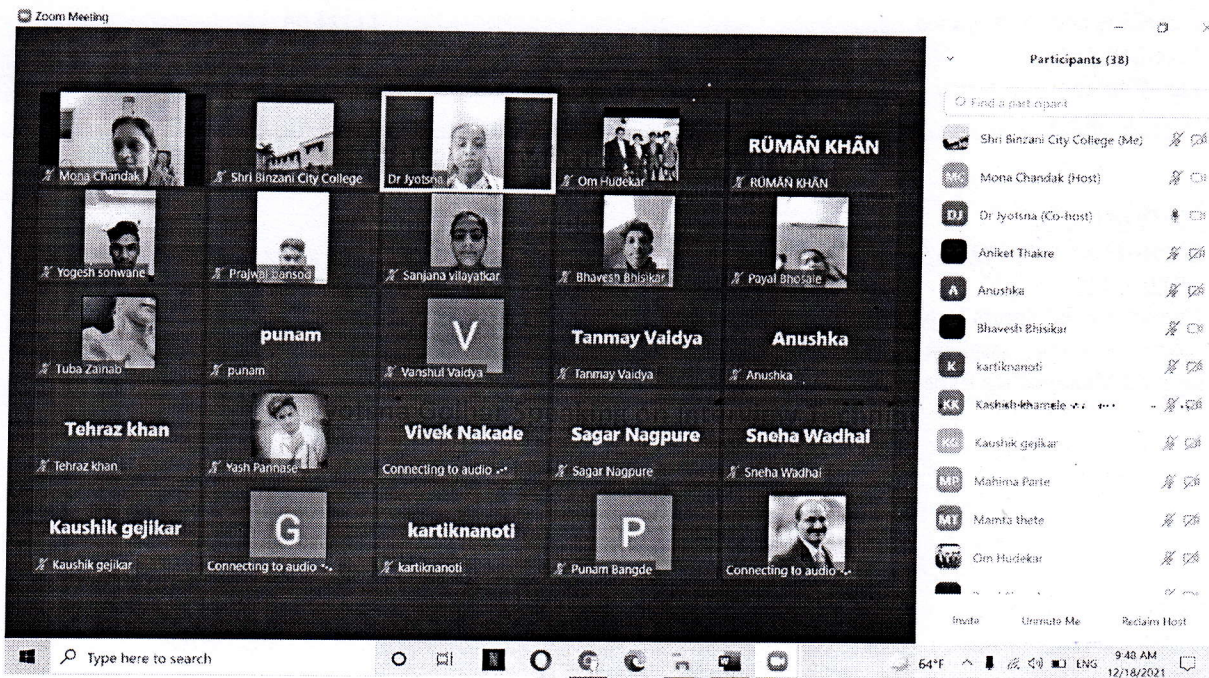 Zoom Meeting
Participants (38)
Find a participant
Mona Chandak
Shri Binzani City College
Dr Jyotsna
Om Hudekar
RÜMÃÑ KHÃN
RÜMÃÑ KHÃN
Yogesh sonwane
Prajwal bansod
Sanjana vilayatkar
Bhavesh Bhisikar
Payal Bhosale
Tuba Zainab
punam
punam
V
Vanshul Vaidya
Tanmay Vaidya
Tanmay Vaidya
Anushka
Anushka
Tehraz khan
Tehraz khan
Yash Pannase
Vivek Nakade
Connecting to audio
Sagar Nagpure
Sagar Nagpure
Sneha Wadhai
Sneha Wadhai
Kaushik gejikar
Kaushik gejikar
G
Connecting to audio
kartiknanoti
kartiknanoti
P
Punam Bangde
Connecting to audio
Shri Binzani City College (Me)
MC Mona Chandak (Host)
DJ Dr Jyotsna (Co-host)
Aniket Thakre
A Anushka
Bhavesh Bhisikar
K kartiknanoti
KK Kashish khamele
KG Kaushik gejikar
MP Mahima Parte
MT Mamta thete
Om Hudekar
Invite Unmute Me Reclaim Host
Type here to search
64°F ENG 9:48 AM
12/18/2021